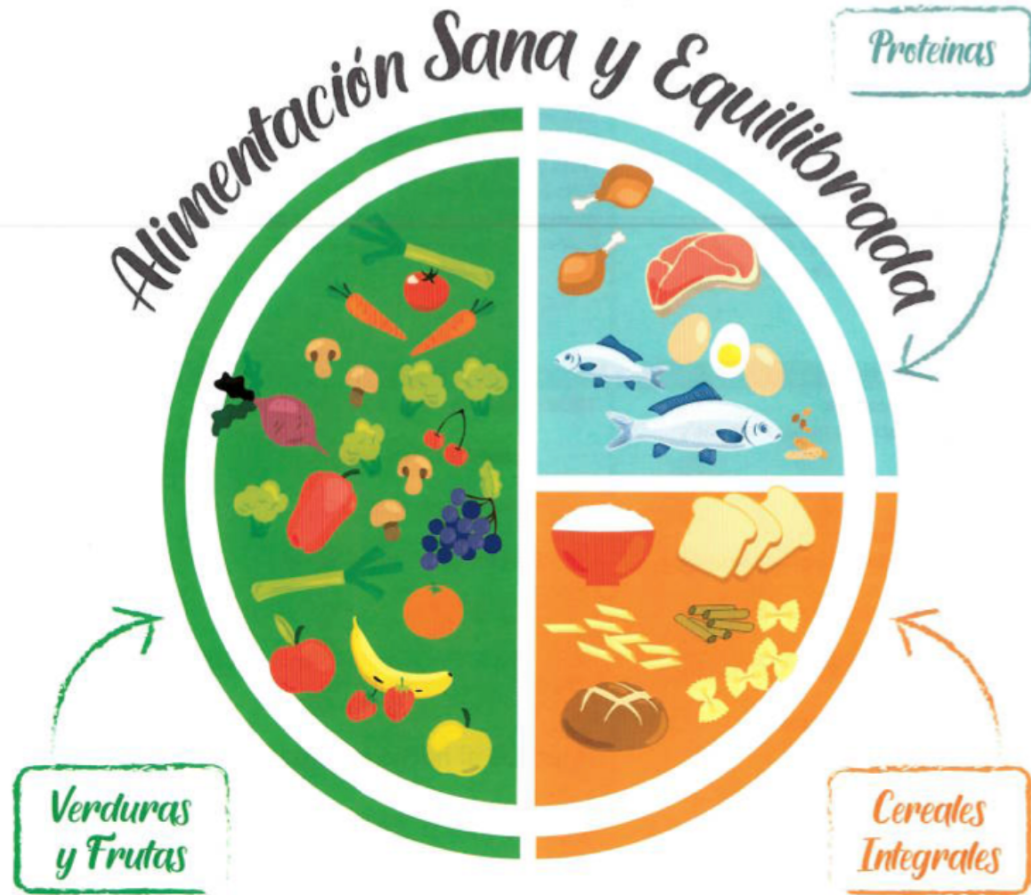 Alimentación Sana y Equilibrada
Proteinas
Verduras
y Frutas
Cereales
Integrales